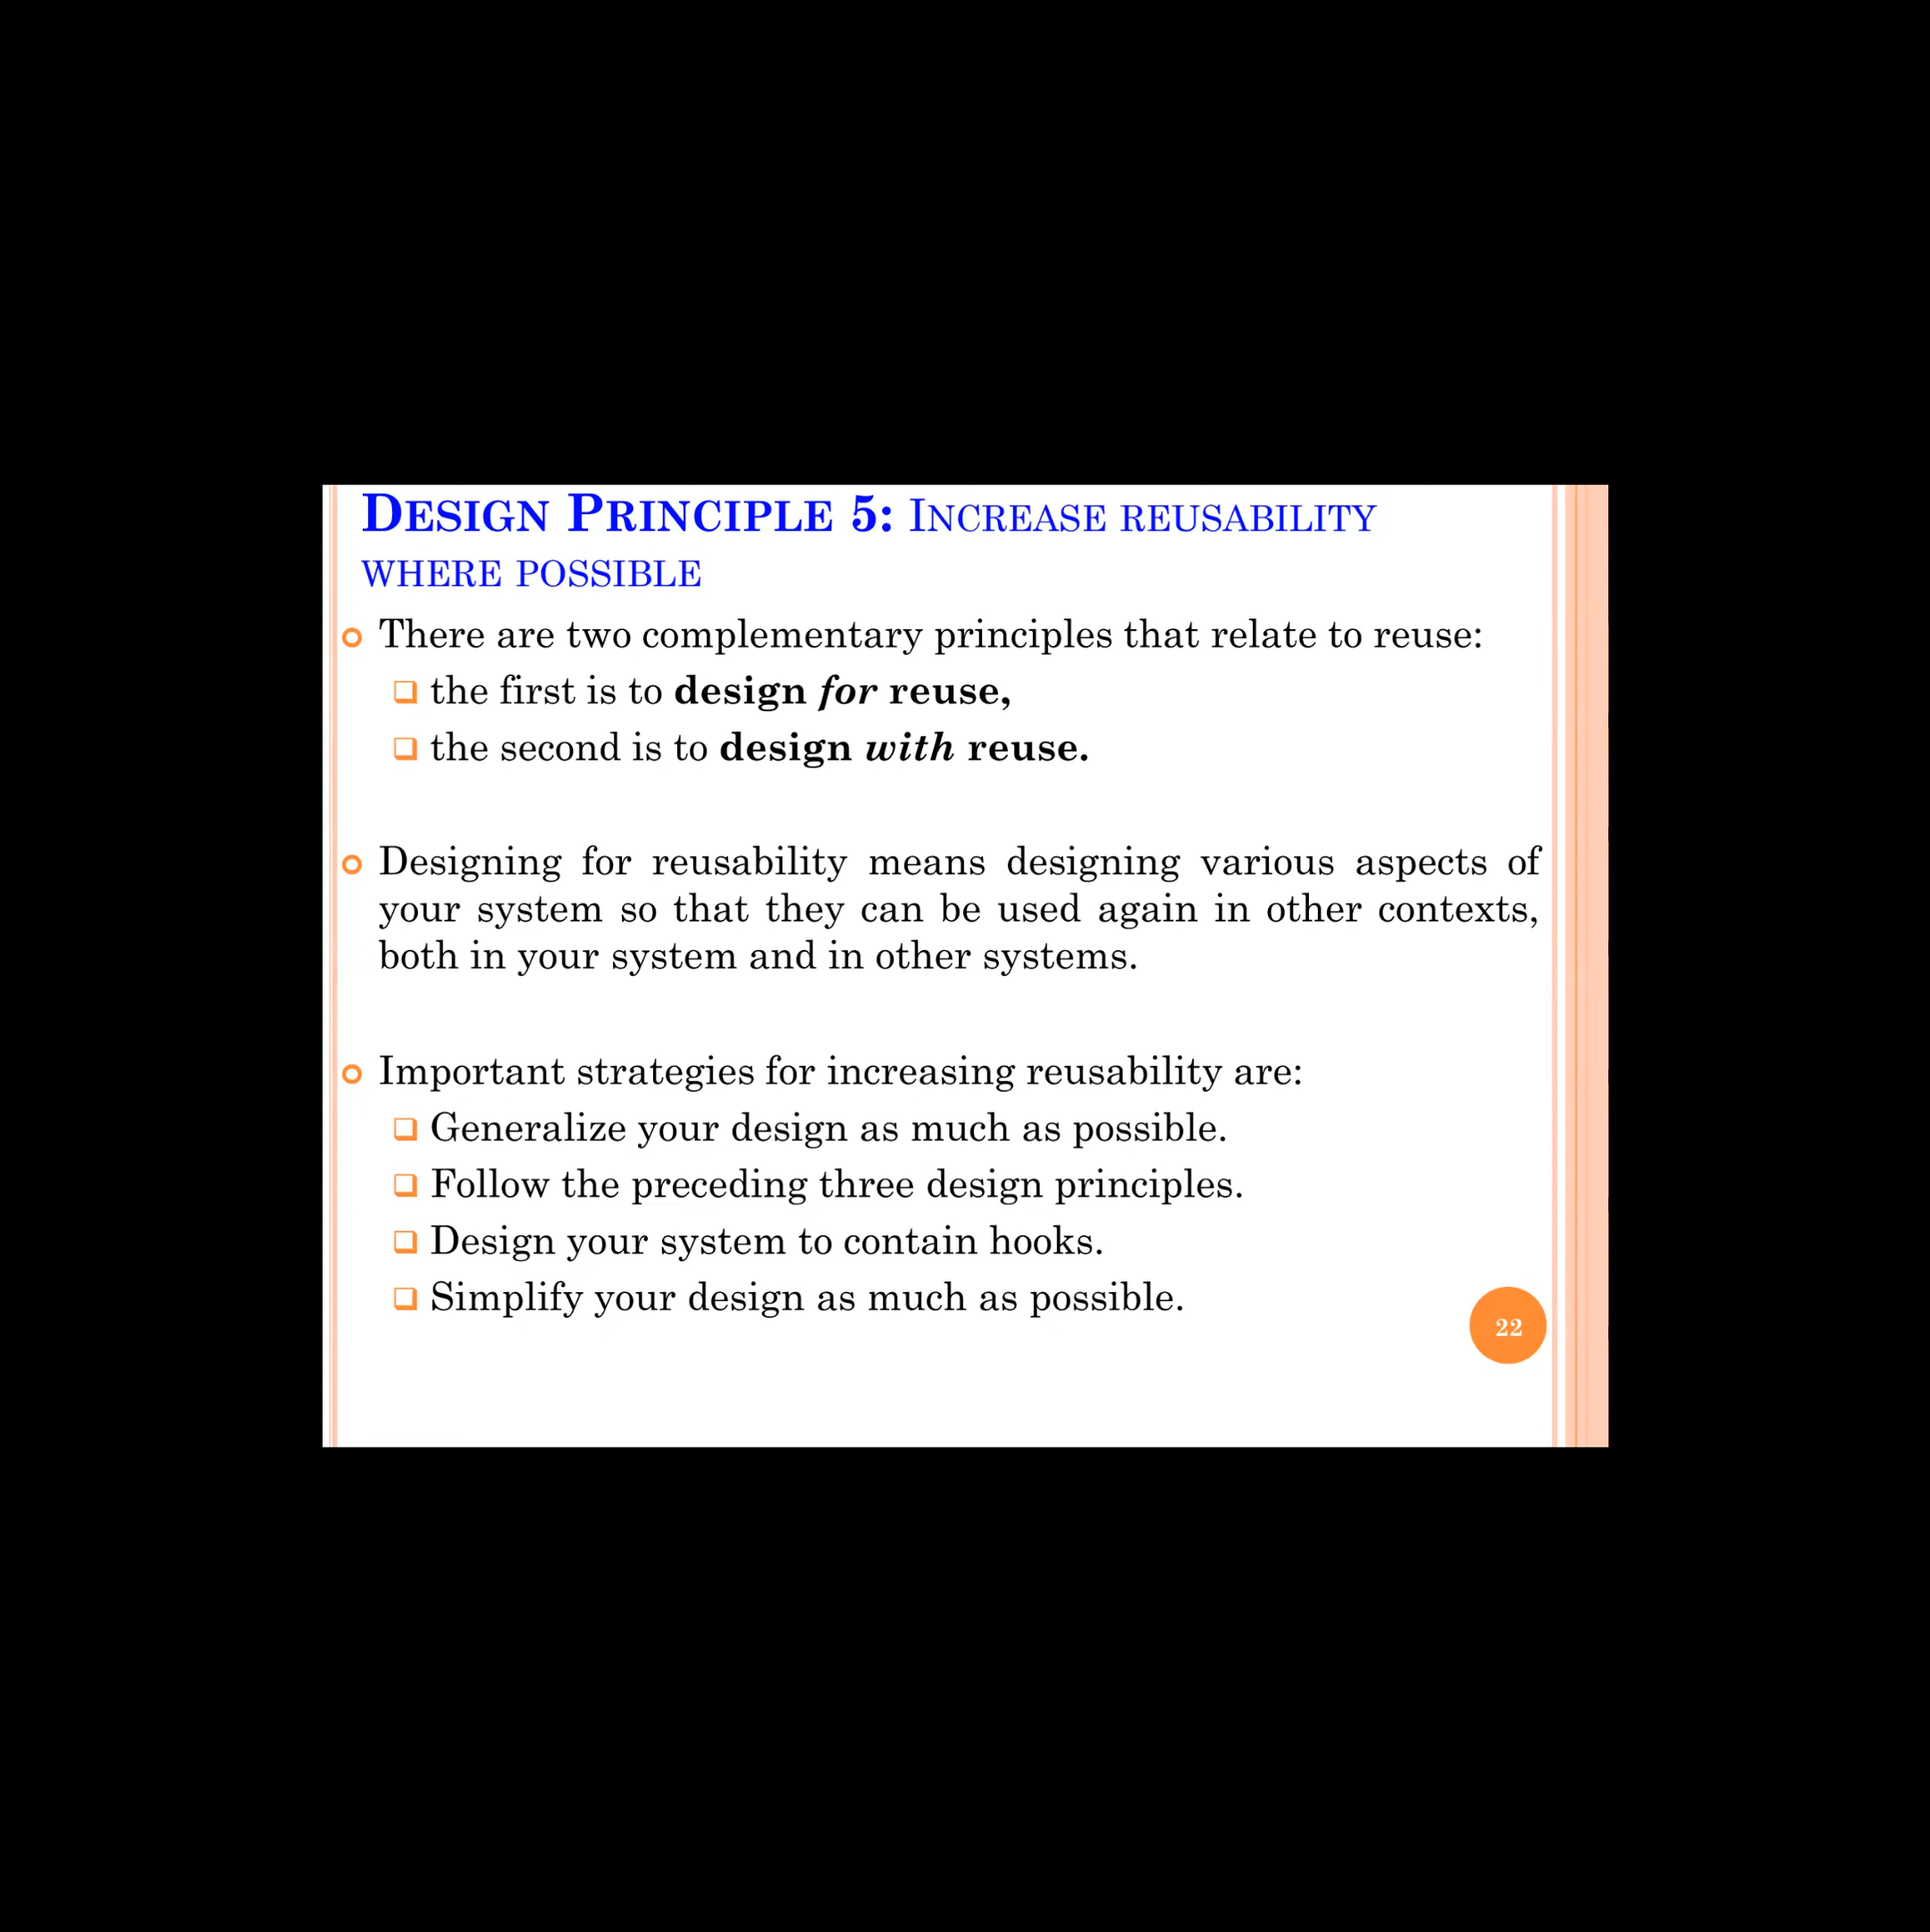 DESIGN PRINCIPLE 5: INCREASE REUSABILITY
WHERE POSSIBLE
There are two complementary principles that relate to reuse:
the first is to design for reuse,
the second is to design with reuse.
Designing for reusability means designing various aspects of
your system so that they can be used again in other contexts,
both in your system and in other systems.
Important strategies for increasing reusability are:
Generalize your design as much as possible.
Follow the preceding three design principles.
Design your system to contain hooks.
Simplify your design as much as possible.
22